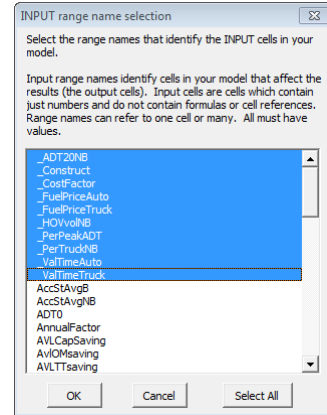 INPUT range name selection
Select the range names that identify the INPUT cells in your
model.
Input range names identify cells in your model that affect the
results (the output cells). Input cells are cells which contain
just numbers and do not contain formulas or cell references.
Range names can refer to one cell or many. All must have
values.
_ADT20NB
_Construct
_CostFactor
_FuelPriceAuto
_FuelPriceTruck
_HOVvolNB
_PerPeakADT
_PerTruckNB
_ValTimeAuto
_ValTimeTruck
AccStAvgB
AccStAvgNB
ADT0
AnnualFactor
AVLCapSaving
AvlOMsaving
AVLTTsaving
OK Cancel Select All